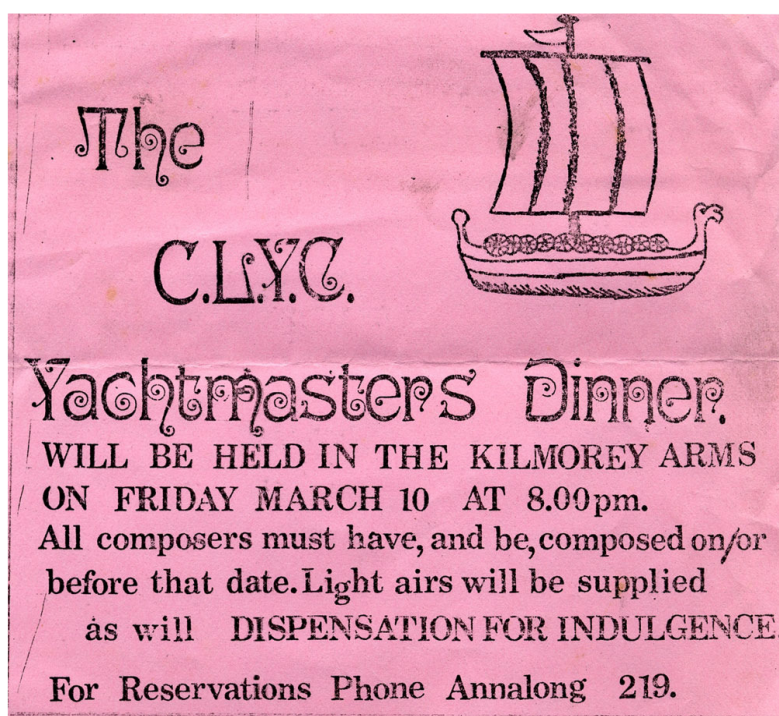 The
C.L.Y.C.
Yachtmasters Dinner.
WILL BE HELD IN THE KILMOREY ARMS
ON FRIDAY MARCH 10 AT 8.00pm.
All composers must have, and be, composed on/or
before that date. Light airs will be supplied
as will DISPENSATION FOR INDULGENCE
For Reservations Phone Annalong 219.